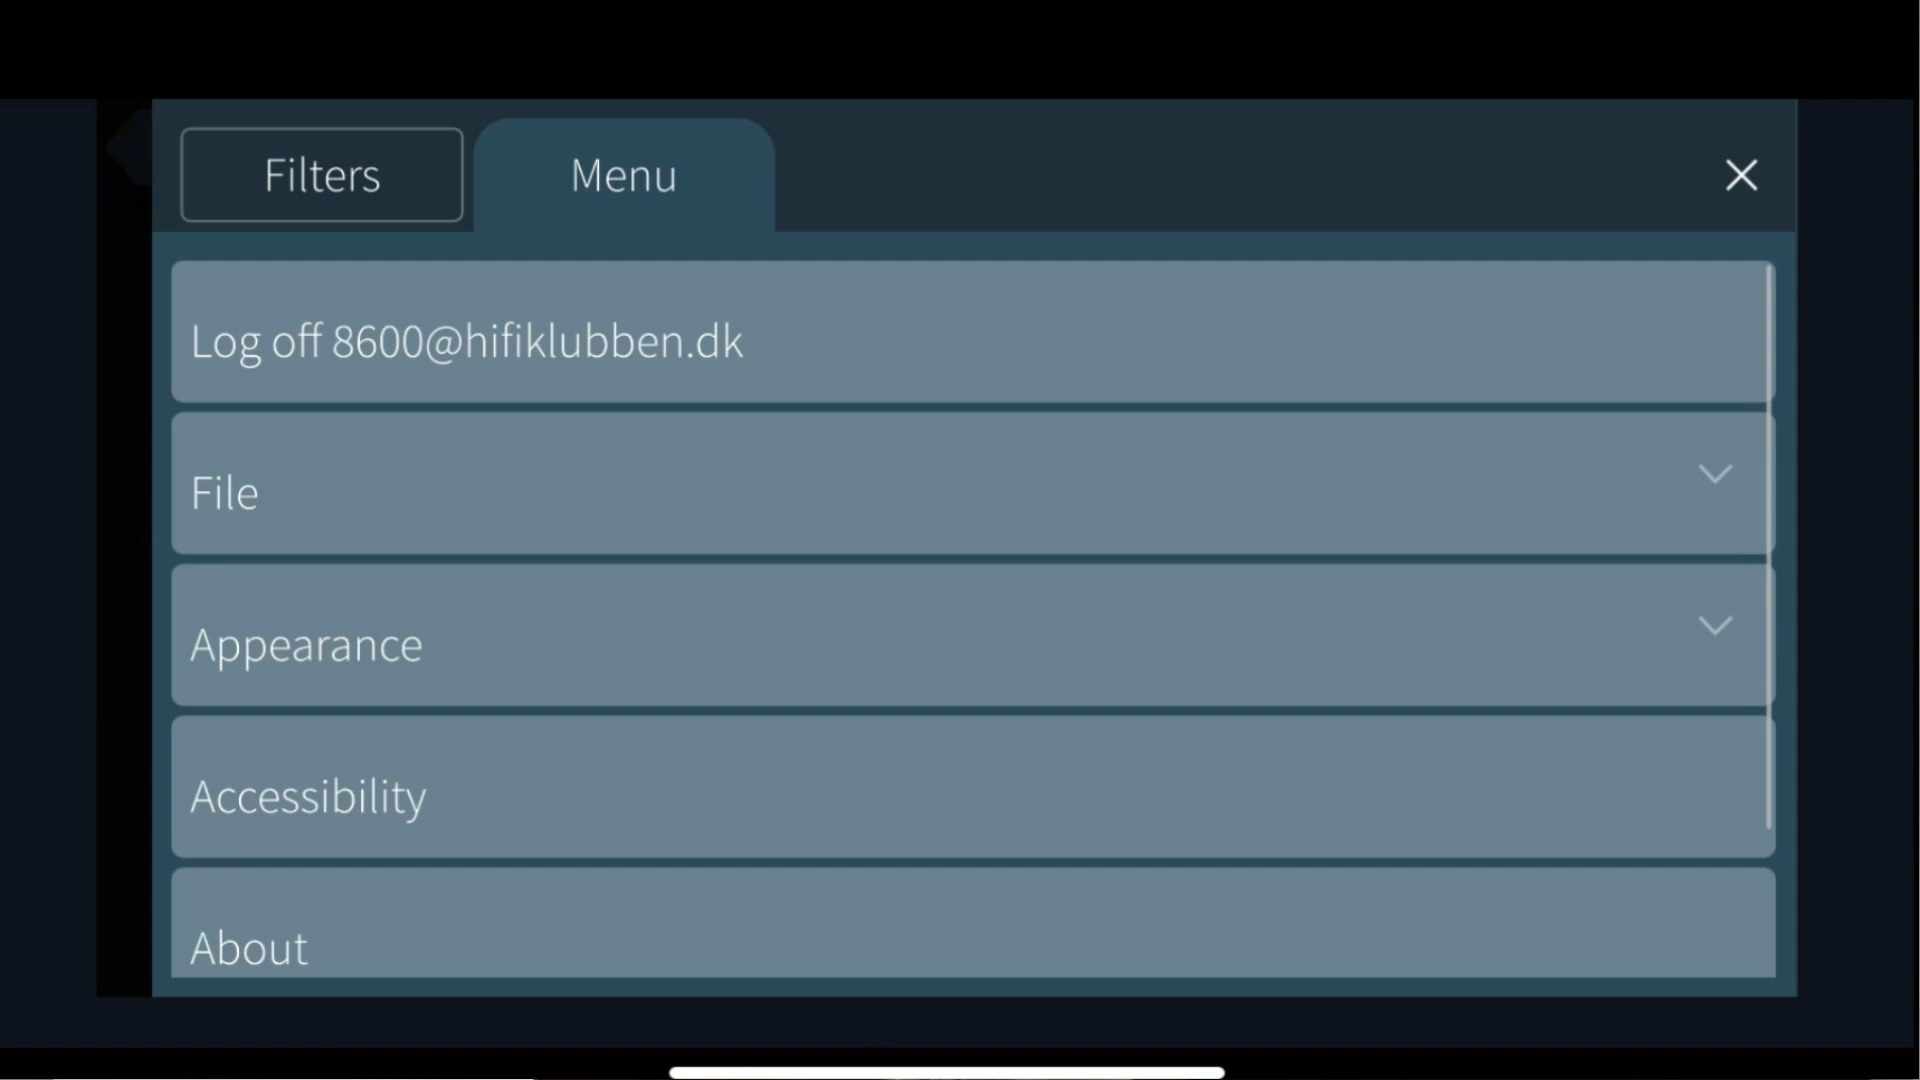 Filters
Menu
Log off 8600@hifiklubben.dk
File
Appearance
Accessibility
About